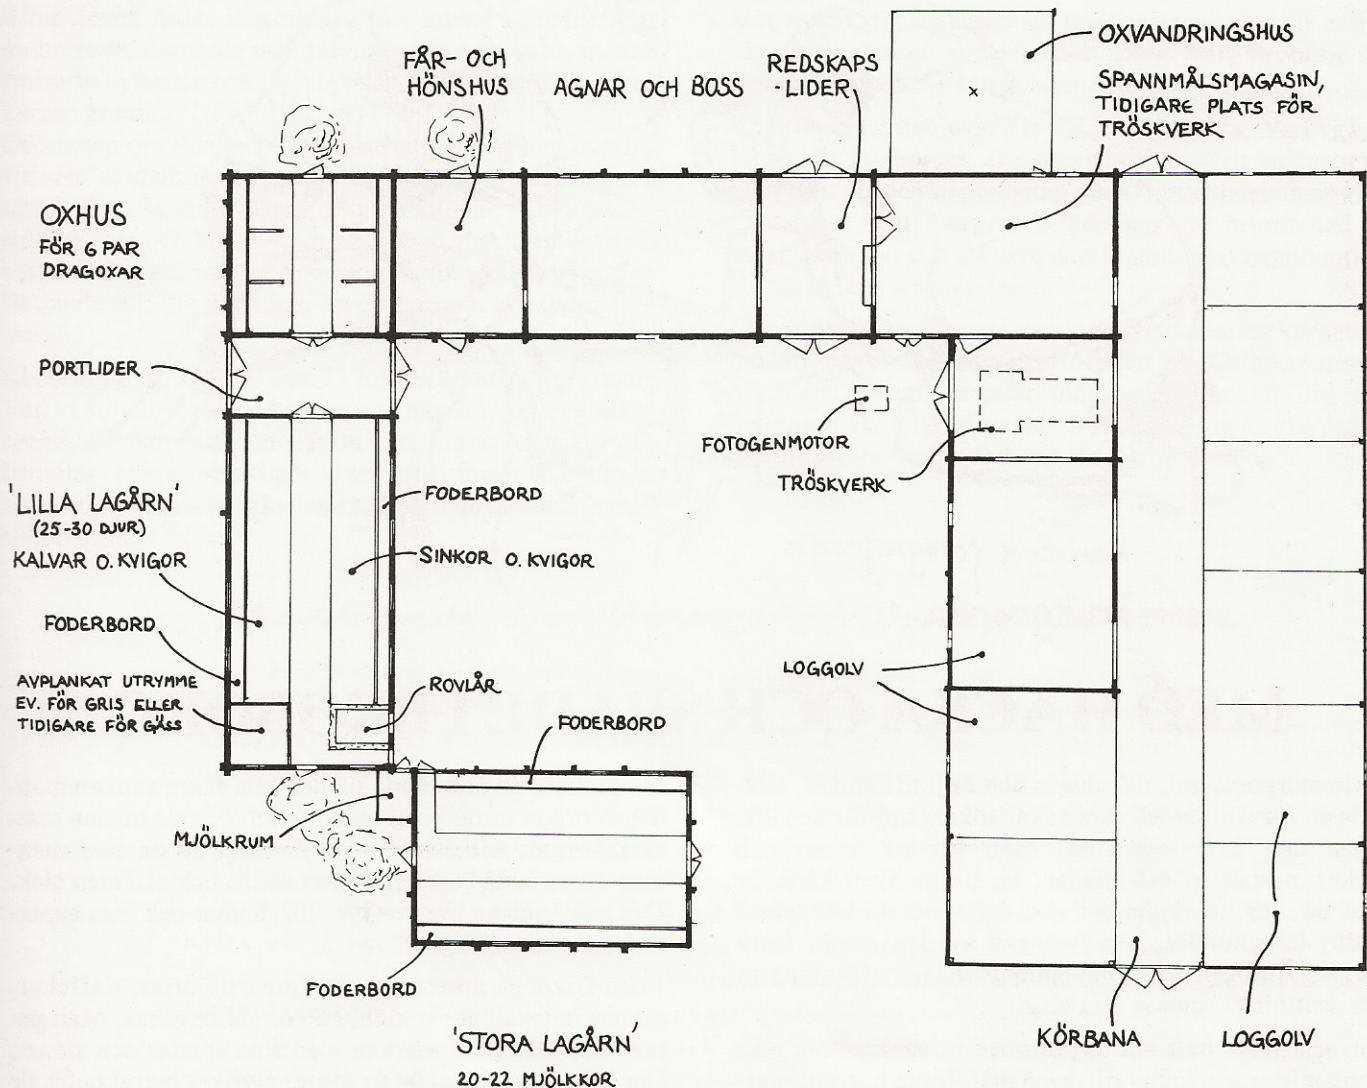 OXVANDRINGSHUS
FÅR- OCH
HÖNSHUS
AGNAR OCH BOSS
REDSKAPS
-LIDER
SPANNMÅLSMAGASIN,
TIDIGARE PLATS FÖR
TRÖSKVERK
OXHUS
FÖR 6 PAR
DRAGOXAR
PORTLIDER
FOTOGENMOTOR
TRÖSKVERK
'LILLA LAGÅRN'
(25-30 DJUR)
KALVAR O. KVIGOR
FODERBORD
SINKOR O. KVIGOR
FODERBORD
AVPLANKAT UTRYMME
EV. FÖR GRIS ELLER
TIDIGARE FÖR GÄSS
ROVLÅR
FODERBORD
LOGGOLV
MJÖLKRUM
FODERBORD
'STORA LAGÅRN'
20-22 MJÖLKKOR
KÖRBANA
LOGGOLV